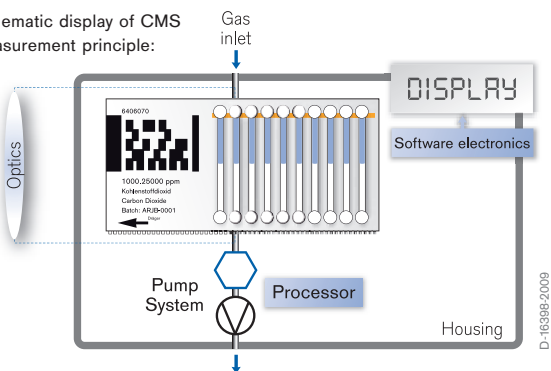 ematic display of CMS
asurement principle:
Gas
inlet
DISPLAY
Software electronics
Optics
6406070
1000.25000 ppm
Kohlenstoffdioxid
Carbon Dioxide
Batch: ARJB-0001
Dräger
Pump
System
Processor
Housing
D-16398-2009